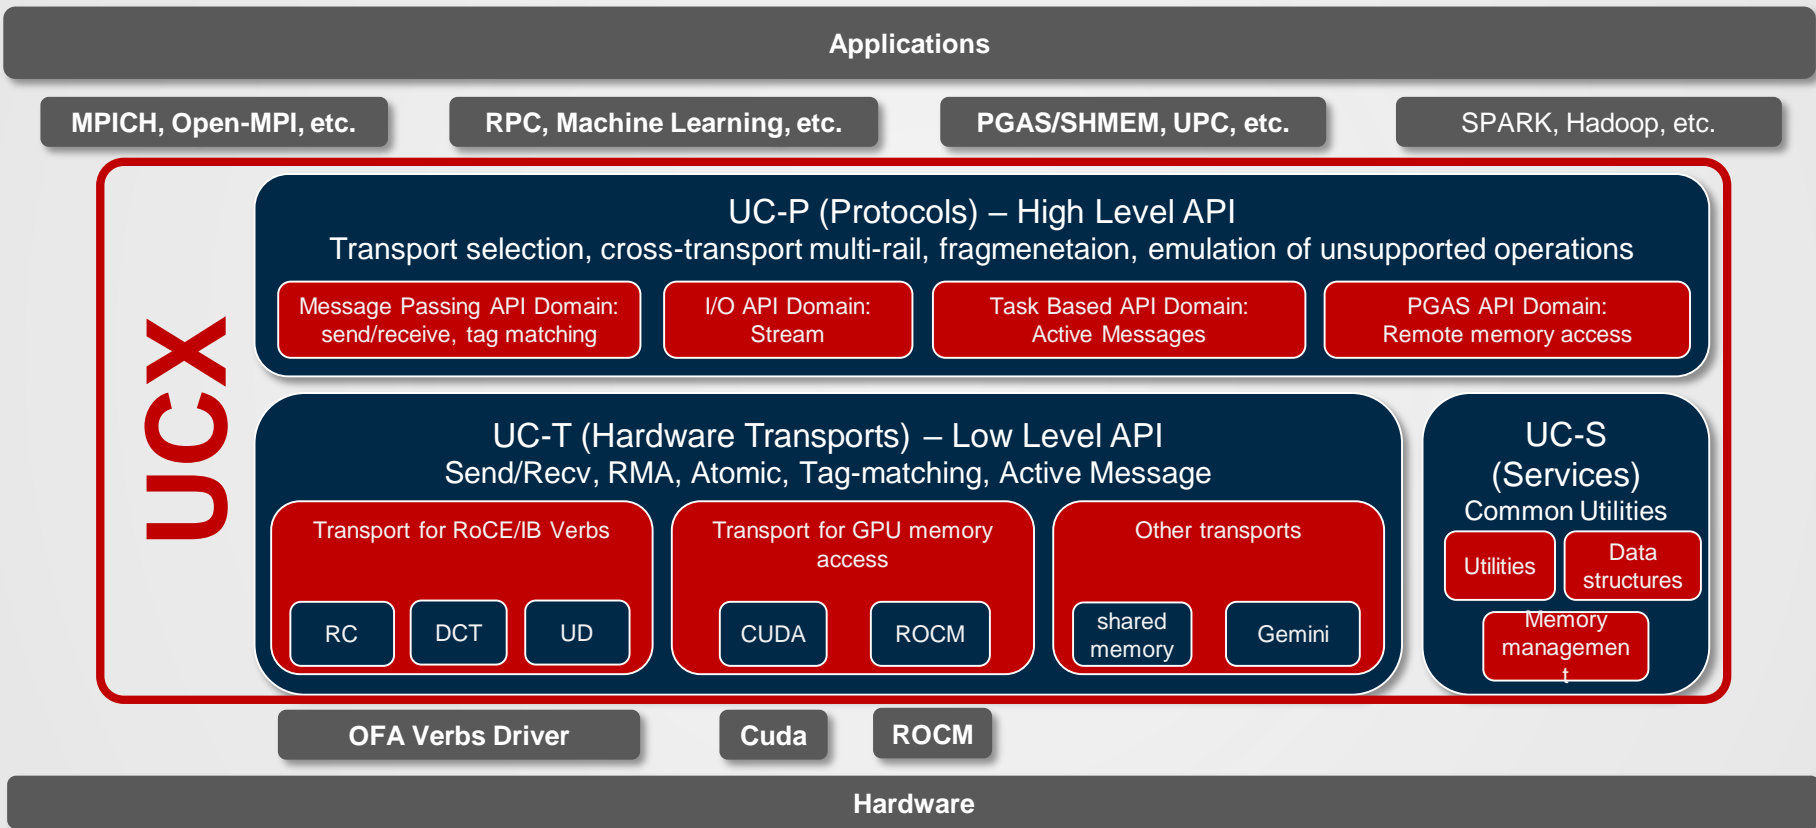 Applications
MPICH, Open-MPI, etc.
RPC, Machine Learning, etc.
PGAS/SHMEM, UPC, etc.
SPARK, Hadoop, etc.
UCX
UC-P (Protocols) – High Level API
Transport selection, cross-transport multi-rail, fragmenetaion, emulation of unsupported operations
Message Passing API Domain:
send/receive, tag matching
I/O API Domain:
Stream
Task Based API Domain:
Active Messages
PGAS API Domain:
Remote memory access
UC-T (Hardware Transports) – Low Level API
Send/Recv, RMA, Atomic, Tag-matching, Active Message
Transport for RoCE/IB Verbs
RC
DCT
UD
Transport for GPU memory
access
CUDA
ROCM
Other transports
shared
memory
Gemini
UC-S
(Services)
Common Utilities
Utilities
Data
structures
Memory
managemen
t
OFA Verbs Driver
Cuda
ROCM
Hardware